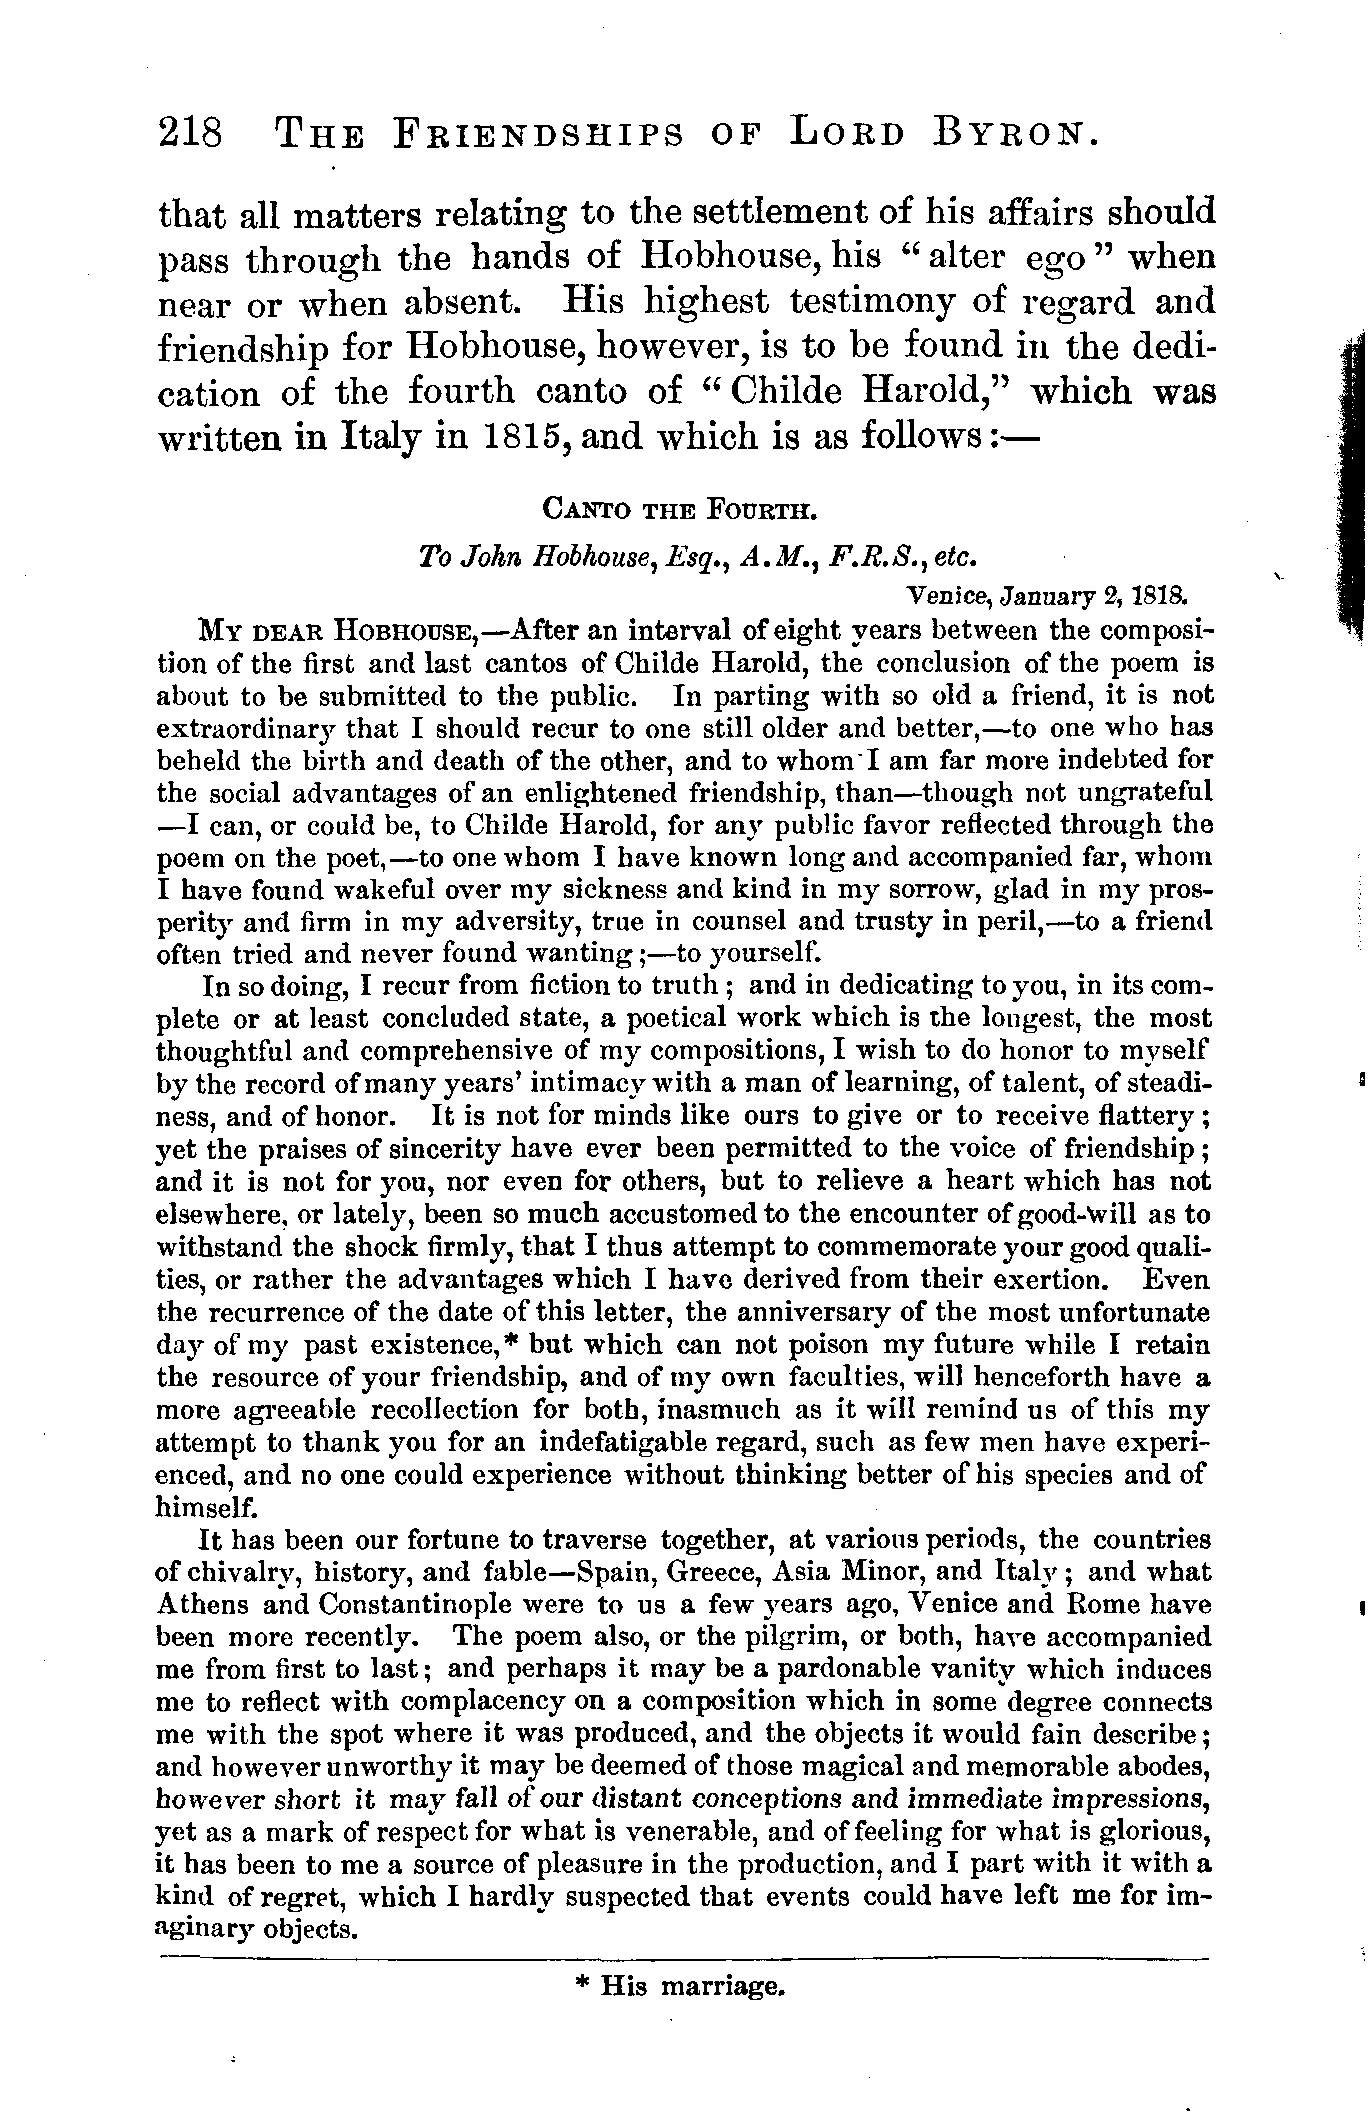 218 THE FRIENDSHIPS OF LORD BYRON.
that all matters relating to the settlement of his affairs should
pass through the hands of Hobhouse, his “alter ego” when
near or when absent. His highest testimony of regard and
friendship for Hobhouse, however, is to be found in the dedi-
cation of the fourth canto of “Childe Harold,” which was
written in Italy in 1815, and which is as follows:—
CANTO THE FOURTH.
To John Hobhouse, Esq., A.M., F.R.S., etc.
Venice, January 2, 1818.
MY DEAR HOBHOUSE,—After an interval of eight years between the composi-
tion of the first and last cantos of Childe Harold, the conclusion of the poem is
about to be submitted to the public. In parting with so old a friend, it is not
extraordinary that I should recur to one still older and better,—to one who has
beheld the birth and death of the other, and to whom I am far more indebted for
the social advantages of an enlightened friendship, than—though not ungrateful
—I can, or could be, to Childe Harold, for any public favor reflected through the
poem on the poet,—to one whom I have known long and accompanied far, whom
I have found wakeful over my sickness and kind in my sorrow, glad in my pros-
perity and firm in my adversity, true in counsel and trusty in peril,—to a friend
often tried and never found wanting;—to yourself.
In so doing, I recur from fiction to truth; and in dedicating to you, in its com-
plete or at least concluded state, a poetical work which is the longest, the most
thoughtful and comprehensive of my compositions, I wish to do honor to myself
by the record of many years’ intimacy with a man of learning, of talent, of steadi-
ness, and of honor. It is not for minds like ours to give or to receive flattery;
yet the praises of sincerity have ever been permitted to the voice of friendship;
and it is not for you, nor even for others, but to relieve a heart which has not
elsewhere, or lately, been so much accustomed to the encounter of good-will as to
withstand the shock firmly, that I thus attempt to commemorate your good quali-
ties, or rather the advantages which I have derived from their exertion. Even
the recurrence of the date of this letter, the anniversary of the most unfortunate
day of my past existence,* but which can not poison my future while I retain
the resource of your friendship, and of my own faculties, will henceforth have a
more agreeable recollection for both, inasmuch as it will remind us of this my
attempt to thank you for an indefatigable regard, such as few men have experi-
enced, and no one could experience without thinking better of his species and of
himself.
It has been our fortune to traverse together, at various periods, the countries
of chivalry, history, and fable—Spain, Greece, Asia Minor, and Italy; and what
Athens and Constantinople were to us a few years ago, Venice and Rome have
been more recently. The poem also, or the pilgrim, or both, have accompanied
me from first to last; and perhaps it may be a pardonable vanity which induces
me to reflect with complacency on a composition which in some degree connects
me with the spot where it was produced, and the objects it would fain describe;
and however unworthy it may be deemed of those magical and memorable abodes,
however short it may fall of our distant conceptions and immediate impressions,
yet as a mark of respect for what is venerable, and of feeling for what is glorious,
it has been to me a source of pleasure in the production, and I part with it with a
kind of regret, which I hardly suspected that events could have left me for im-
aginary objects.
* His marriage.